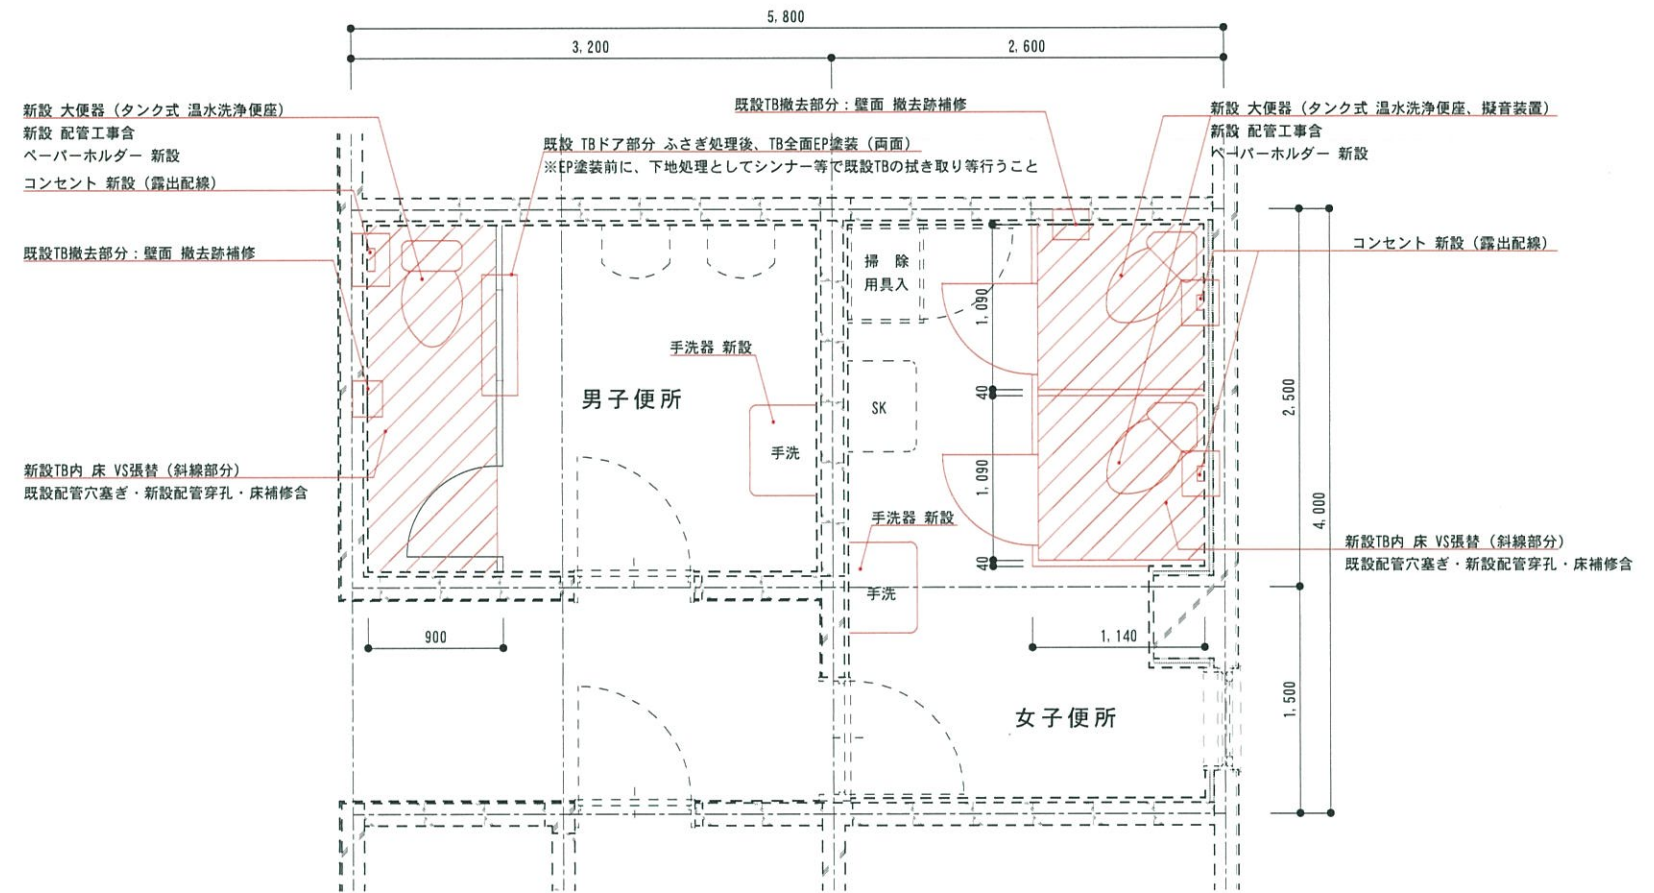 5,800
3,200
2,600
新設 大便器（タンク式 温水洗浄便座）
新設 配管工事含
ペーパーホルダー 新設
コンセント 新設（露出配線）
既設TB撤去部分：壁面 撤去跡補修
新設TB内 床 VS張替（斜線部分）
既設配管穴塞ぎ・新設配管穿孔・床補修含
既設 TBドア部分 ふさぎ処理後、TB全面EP塗装（両面）
※EP塗装前に、下地処理としてシンナー等で既設TBの拭き取り等行うこと
既設TB撤去部分：壁面 撤去跡補修
新設 大便器（タンク式 温水洗浄便座、擬音装置）
新設 配管工事含
ペーパーホルダー 新設
コンセント 新設（露出配線）
掃 除
用具入
1,090
手洗器 新設
男子便所
手洗
SK
40
1,090
40
手洗器 新設
手洗
2,500
4,000
1,500
新設TB内 床 VS張替（斜線部分）
既設配管穴塞ぎ・新設配管穿孔・床補修含
900
1,140
女子便所